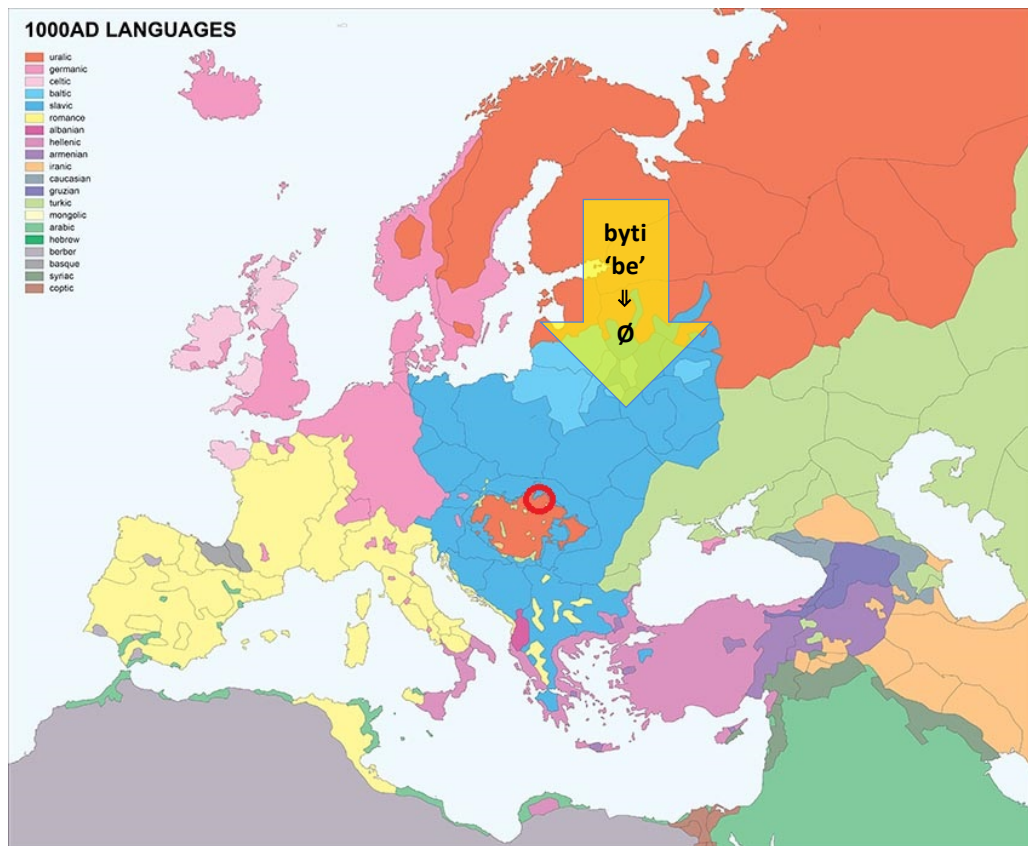 1000AD LANGUAGES
uralic
germanic
celtic
baltic
slavic
romance
albanian
hellenic
armenian
iranic
caucasian
gruzian
turkic
mongolic
arabic
hebrew
berber
basque
syriac
coptic
byti
‘be’
⇓
Ø